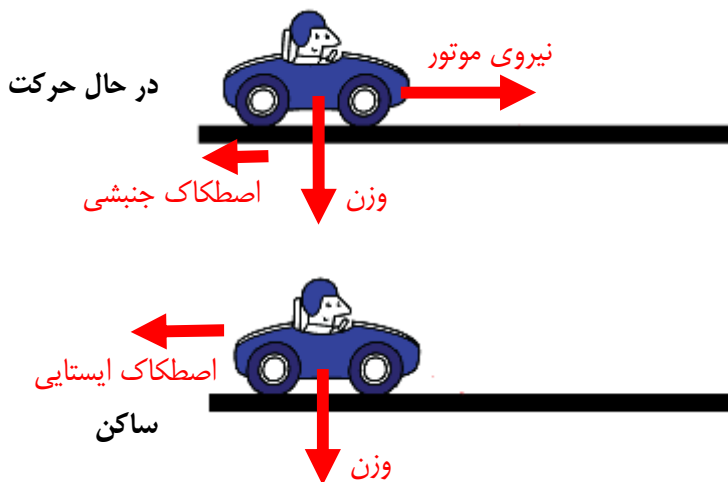 نیروی موتور
در حال حرکت
اصطکاک جنبشی
وزن
اصطکاک ایستایی
ساکن
وزن